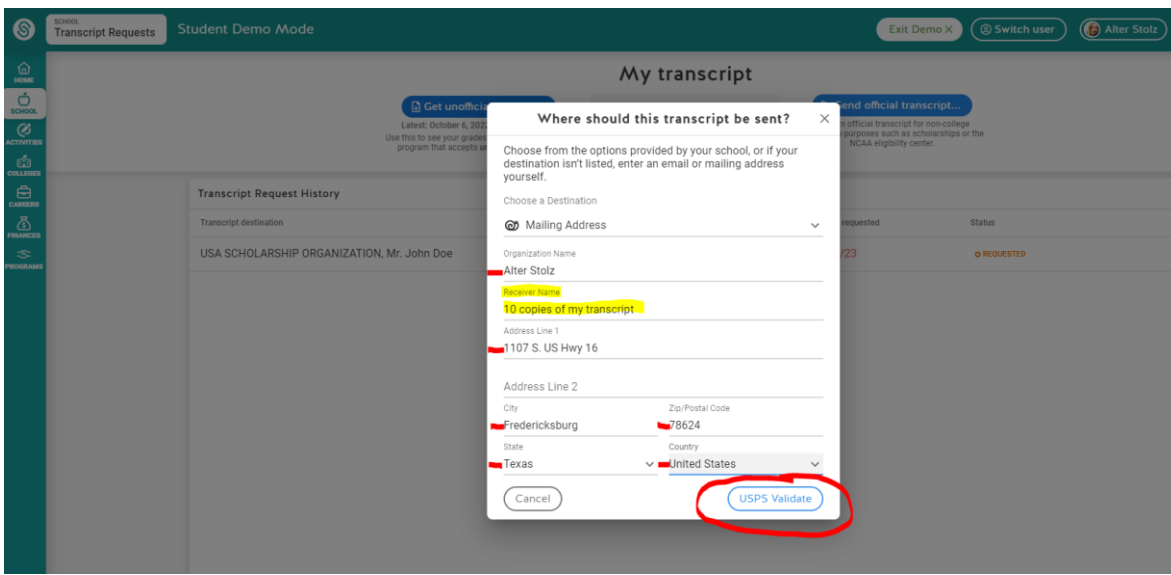 SCHOOL
Transcript Requests
Student Demo Mode
Exit Demo ×
Switch user
Alter Stolz
HOME
SCHOOL
ACTIVITIES
COLLEGES
CAREERS
FINANCES
PROGRAMS
My transcript
Get unofficia
Latest: October 6, 202
Use this to see your grades
program that accepts un
end official transcript...
n official transcript for non-college
purposes such as scholarships or the
NCAA eligibility center.
Transcript Request History
Transcript destination
requested
Status
USA SCHOLARSHIP ORGANIZATION, Mr. John Doe
/23
REQUESTED
Where should this transcript be sent?
Choose from the options provided by your school, or if your
destination isn't listed, enter an email or mailing address
yourself.
Choose a Destination
Mailing Address
Organization Name
Alter Stolz
Receiver Name
10 copies of my transcript
Address Line 1
1107 S. US Hwy 16
Address Line 2
City
Zip/Postal Code
Fredericksburg
78624
State
Country
Texas
United States
Cancel
USPS Validate